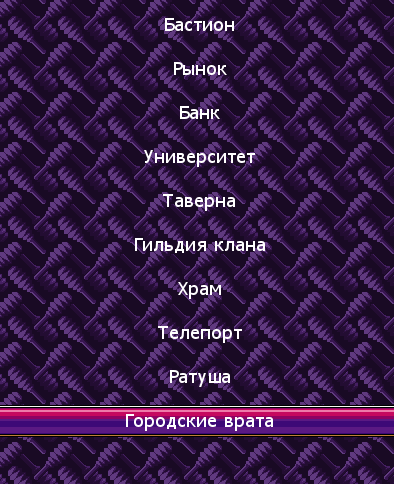 Бастион
Рынок
Банк
Университет
Таверна
Гильдия клана
Храм
Телепорт
Ратуша
Городские врата